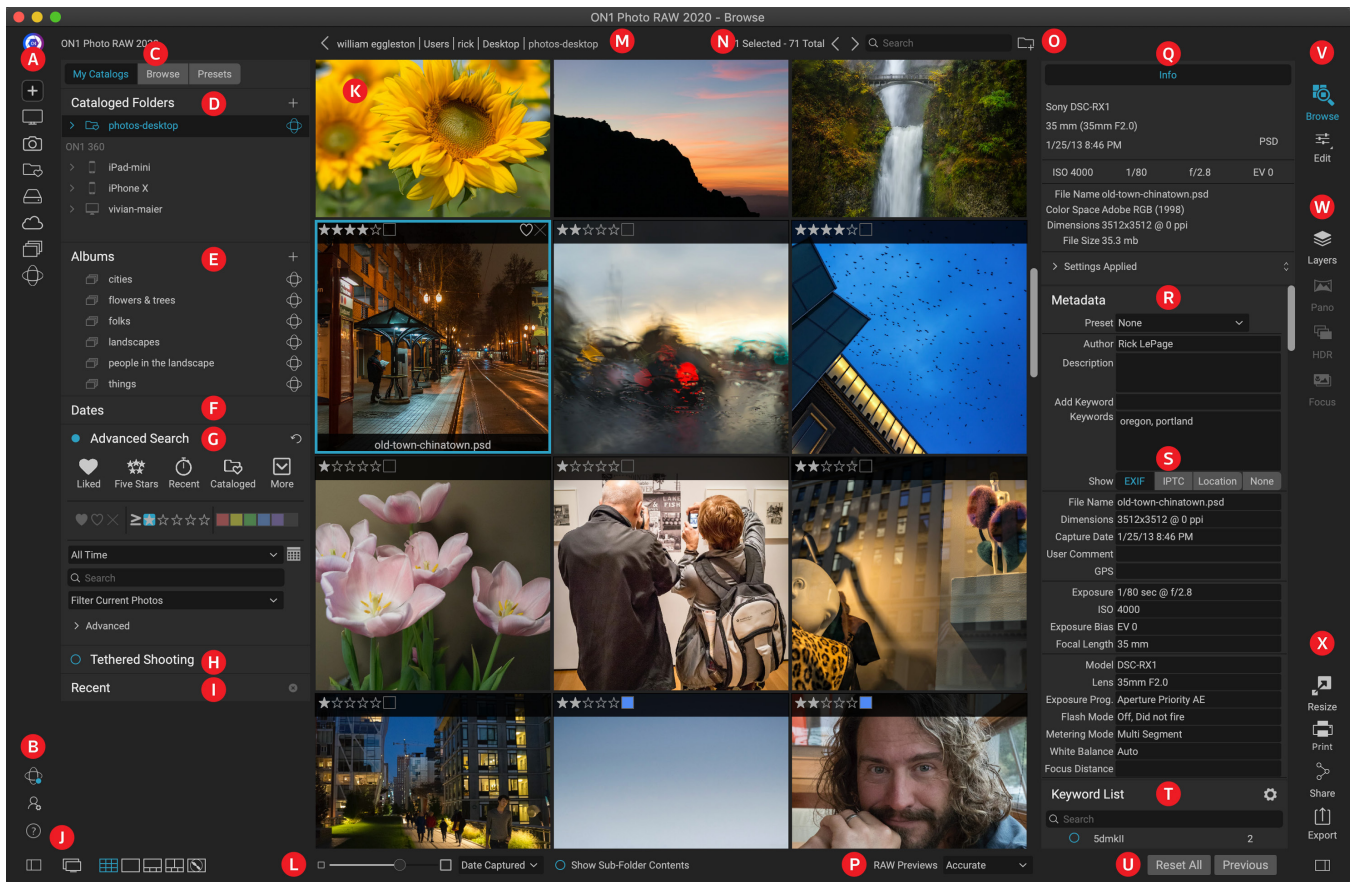 ON1 Photo RAW 2020 - Browse
A
ON1 Photo RAW 2020
C
My Catalogs Browse Presets
Cataloged Folders D +
photos-desktop
ON1 360
iPad-mini
iPhone X
vivian-maier
Albums E +
cities
flowers & trees
folks
landscapes
people in the landscape
things
Dates F
Advanced Search G
Liked Five Stars Recent Cataloged More
≥
All Time
Search
Filter Current Photos
Advanced
Tethered Shooting H
Recent I
B
J
william eggleston | Users | rick | Desktop | photos-desktop M
N 1 Selected - 71 Total Search O
K
old-town-chinatown.psd
LAKE
FISH
L Date Captured Show Sub-Folder Contents P RAW Previews Accurate
Q
Info
Sony DSC-RX1
35 mm (35mm F2.0)
1/25/13 8:46 PM PSD
ISO 4000 1/80 f/2.8 EV 0
File Name old-town-chinatown.psd
Color Space Adobe RGB (1998)
Dimensions 3512x3512 @ 0 ppi
File Size 35.3 mb
Settings Applied
Metadata R
Preset None
Author Rick LePage
Description
Add Keyword
Keywords oregon, portland
S
Show EXIF IPTC Location None
File Name old-town-chinatown.psd
Dimensions 3512x3512 @ 0 ppi
Capture Date 1/25/13 8:46 PM
User Comment
GPS
Exposure 1/80 sec @ f/2.8
ISO 4000
Exposure Bias EV 0
Focal Length 35 mm
Model DSC-RX1
Lens 35mm F2.0
Exposure Prog. Aperture Priority AE
Flash Mode Off, Did not fire
Metering Mode Multi Segment
White Balance Auto
Focus Distance
Keyword List T
Search
5dmkII 2
U Reset All Previous
V
Browse
Edit
W
Layers
Pano
HDR
Focus
X
Resize
Print
Share
Export